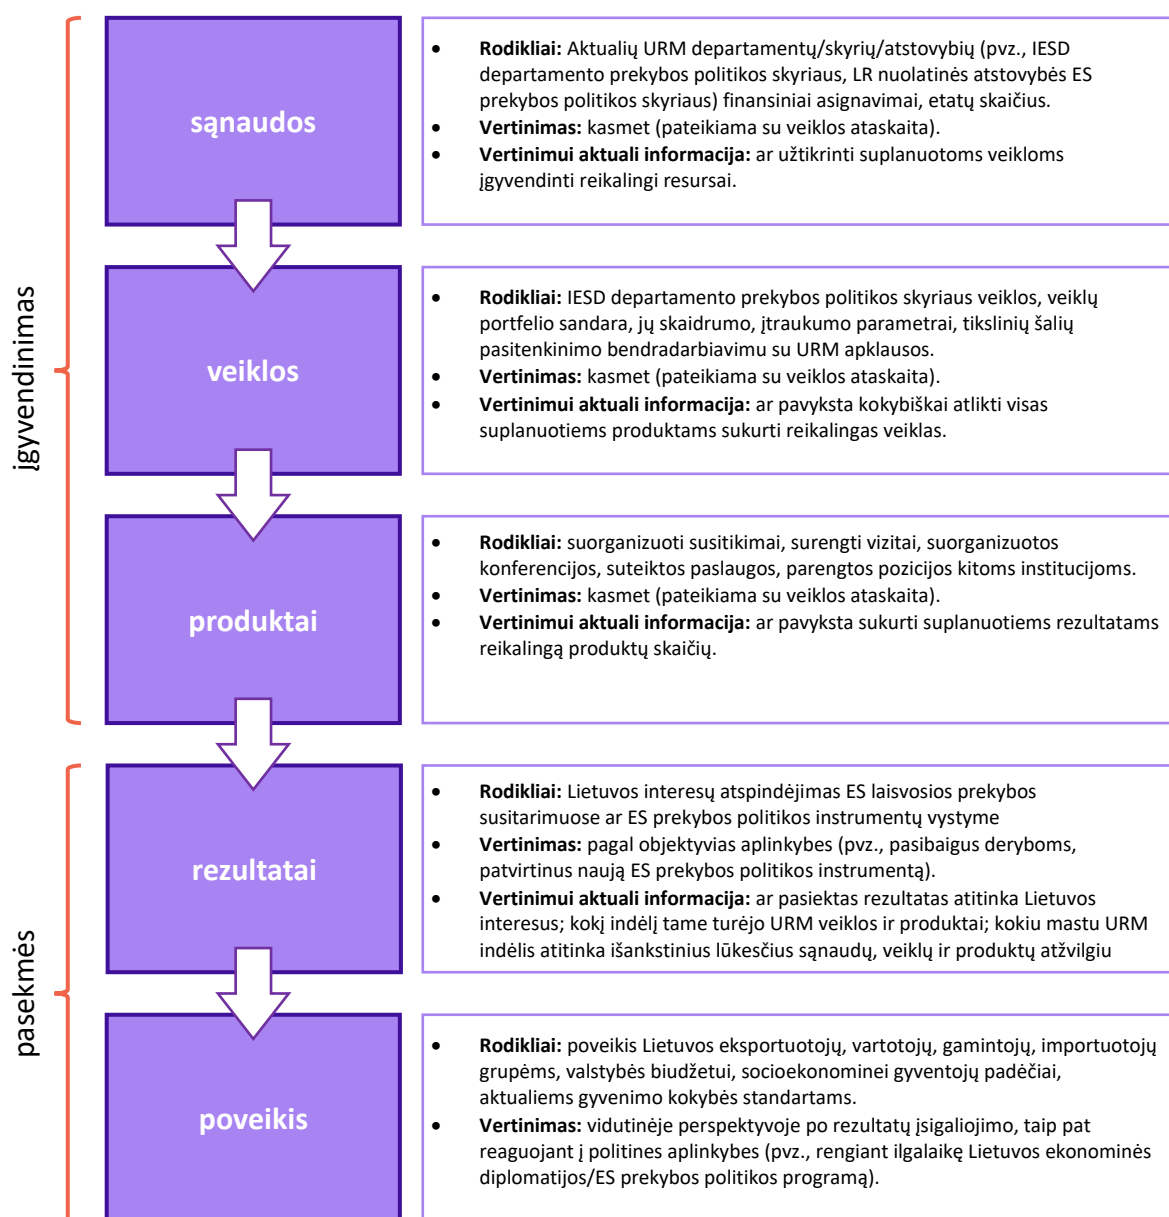 įgyvendinimas
sąnaudos
• Rodikliai: Aktualių URM departamentų/skyrių/atstovybių (pvz., IESD
departamento prekybos politikos skyriaus, LR nuolatinės atstovybės ES
prekybos politikos skyriaus) finansiniai asignavimai, etatų skaičius.
• Vertinimas: kasmet (pateikiama su veiklos ataskaita).
• Vertinimui aktuali informacija: ar užtikrinti suplanuotoms veikloms
įgyvendinti reikalingi resursai.
veiklos
• Rodikliai: IESD departamento prekybos politikos skyriaus veiklos, veiklų
portfelio sandara, jų skaidrumo, įtraukumo parametrai, tikslinių šalių
pasitenkinimo bendradarbiavimu su URM apklausos.
• Vertinimas: kasmet (pateikiama su veiklos ataskaita).
• Vertinimui aktuali informacija: ar pavyksta kokybiškai atlikti visas
suplanuotiems produktams sukurti reikalingas veiklas.
produktai
• Rodikliai: suorganizuoti susitikimai, surengti vizitai, suorganizuotos
konferencijos, suteiktos paslaugos, parengtos pozicijos kitoms institucijoms.
• Vertinimas: kasmet (pateikiama su veiklos ataskaita).
• Vertinimui aktuali informacija: ar pavyksta sukurti suplanuotiems rezultatams
reikalingą produktų skaičių.
pasekmės
rezultatai
• Rodikliai: Lietuvos interesų atspindėjimas ES laisvosios prekybos
susitarimuose ar ES prekybos politikos instrumentų vystyme
• Vertinimas: pagal objektyvias aplinkybes (pvz., pasibaigus deryboms,
patvirtinus naują ES prekybos politikos instrumentą).
• Vertinimui aktuali informacija: ar pasiektas rezultatas atitinka Lietuvos
interesus; kokį indėlį tame turėjo URM veiklos ir produktai; kokiu mastu URM
indėlis atitinka išankstinius lūkesčius sąnaudų, veiklų ir produktų atžvilgiu
poveikis
• Rodikliai: poveikis Lietuvos eksportuotojų, vartotojų, gamintojų, importuotojų
grupėms, valstybės biudžetui, socioekonominei gyventojų padėčiai,
aktualiems gyvenimo kokybės standartams.
• Vertinimas: vidutinėje perspektyvoje po rezultatų įsigaliojimo, taip pat
reaguojant į politines aplinkybes (pvz., rengiant ilgalaikę Lietuvos ekonominės
diplomatijos/ES prekybos politikos programą).